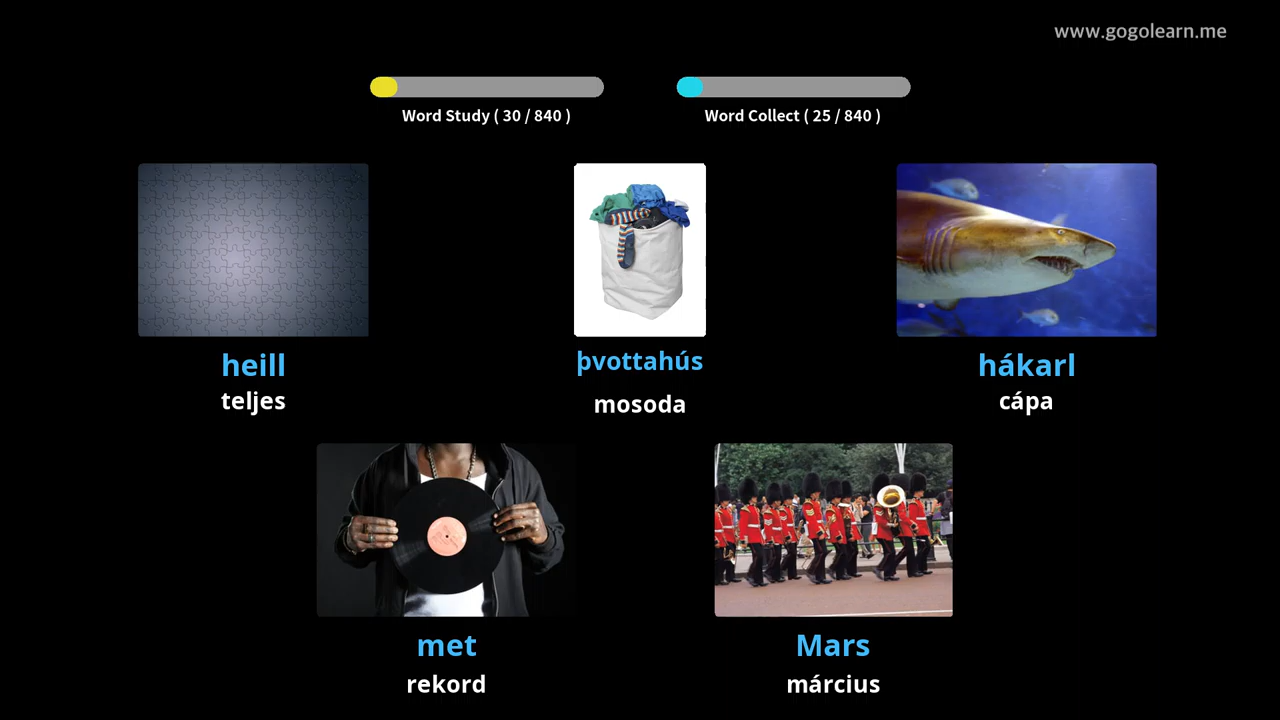 www.gogolearn.me
Word Study ( 30 / 840 )
Word Collect ( 25 / 840 )
heill
teljes
þvottahús
mosoda
hákarl
cápa
met
rekord
Mars
március